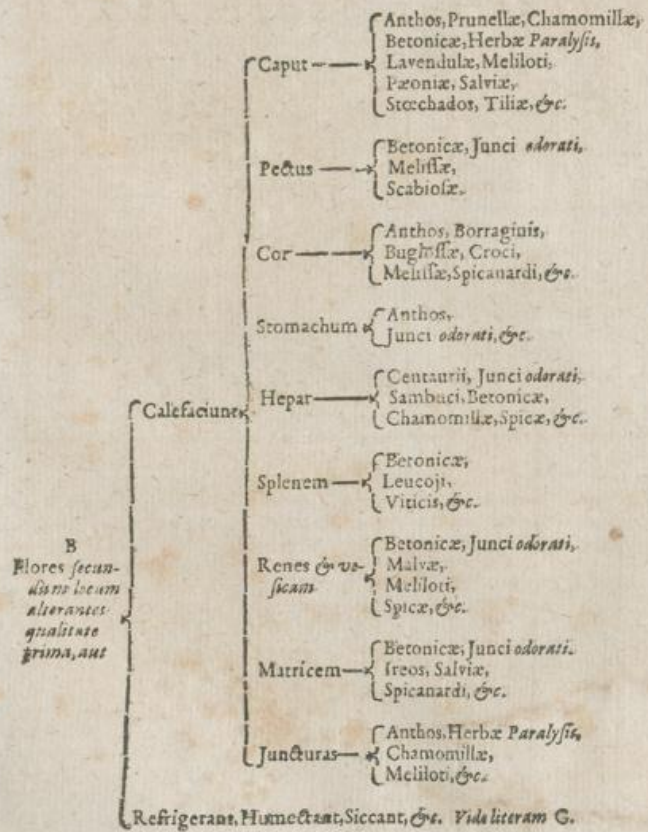 Anthos, Prunellæ, Chamomillæ,
Betonicæ, Herbæ Paralyſis,
Caput
Lavendulæ, Meliloti,
Pæoniæ, Salviæ,
Stœchados, Tiliæ, &c.
Betonicæ, Junci odorati,
Pectus
Meliſſæ,
Scabioſæ.
Anthos, Borraginis,
Cor
Bugloſſæ, Croci,
Meliſſæ, Spicanardi, &c.
Anthos,
Stomachum
Junci odorati, &c.
Centaurii, Junci odorati,
Calefaciunt
Hepar
Sambuci, Betonicæ,
Chamomillæ, Spicæ, &c.
Betonicæ,
Splenem
Leucoji,
Viticis, &c.
B
Flores ſecun-
dum locum
alterantes
qualitate
prima, aut
Betonicæ, Junci odorati,
Renes & ve-
ſicam
Malvæ,
Meliloti,
Spicæ, &c.
Betonicæ, Junci odorati.
Matricem
Ireos, Salviæ,
Spicanardi, &c.
Anthos, Herbæ Paralyſis,
Juncturas
Chamomillæ,
Meliloti, &c.
Refrigerant, Humectant, Siccant, &c. Vide literam G.